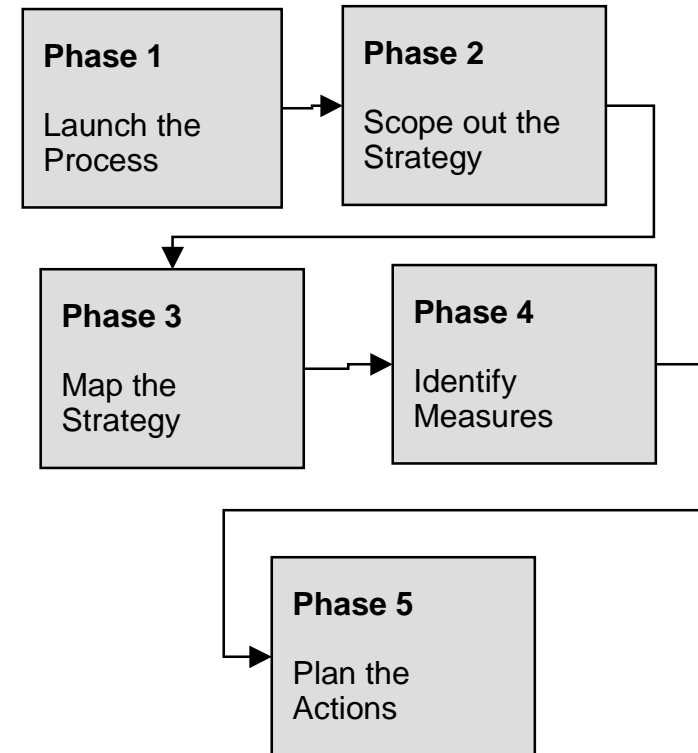 Phase 1
Launch the
Process
Phase 2
Scope out the
Strategy
Phase 3
Map the
Strategy
Phase 4
Identify
Measures
Phase 5
Plan the
Actions